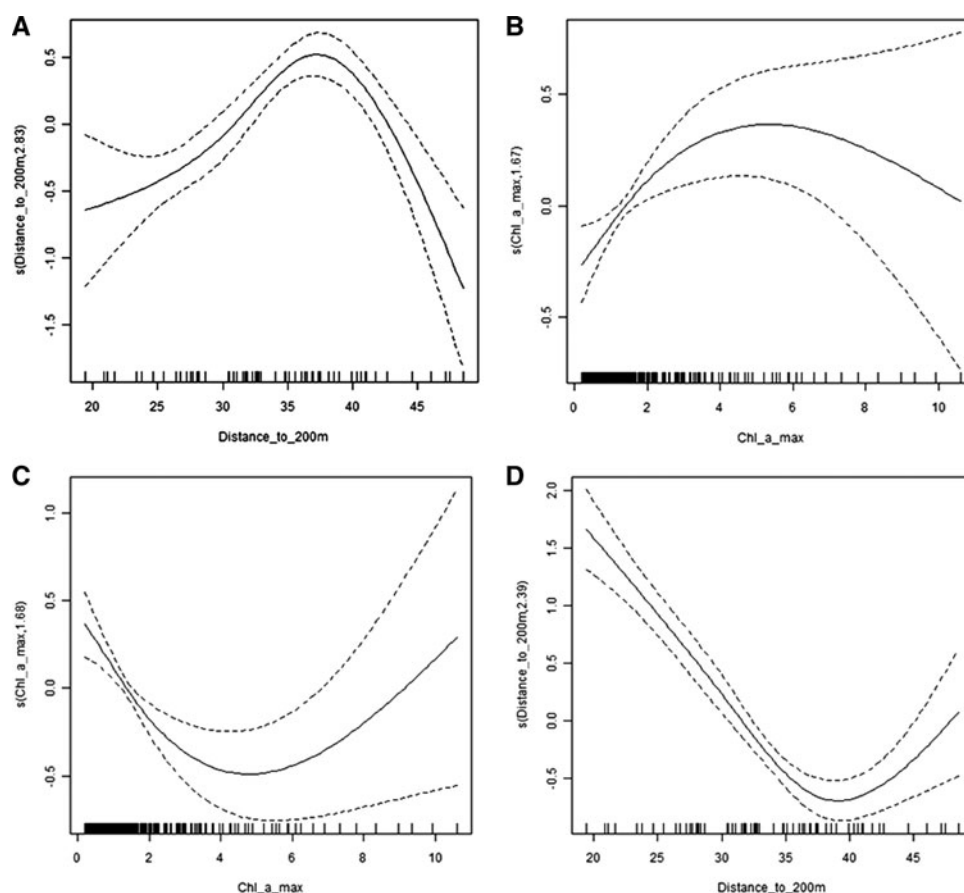 A
s(Distance_to_200m,2.83)
0.5
0.0
-0.5
-1.0
-1.5
20 25 30 35 40 45
Distance_to_200m
B
s(Chl_a_max,1.67)
0.5
0.0
-0.5
0 2 4 6 8 10
Chl_a_max
C
s(Chl_a_max,1.68)
1.0
0.5
0.0
-0.5
0 2 4 6 8 10
Chl_a_max
D
s(Distance_to_200m,2.39)
2.0
1.5
1.0
0.5
0.0
-0.5
20 25 30 35 40 45
Distance_to_200m